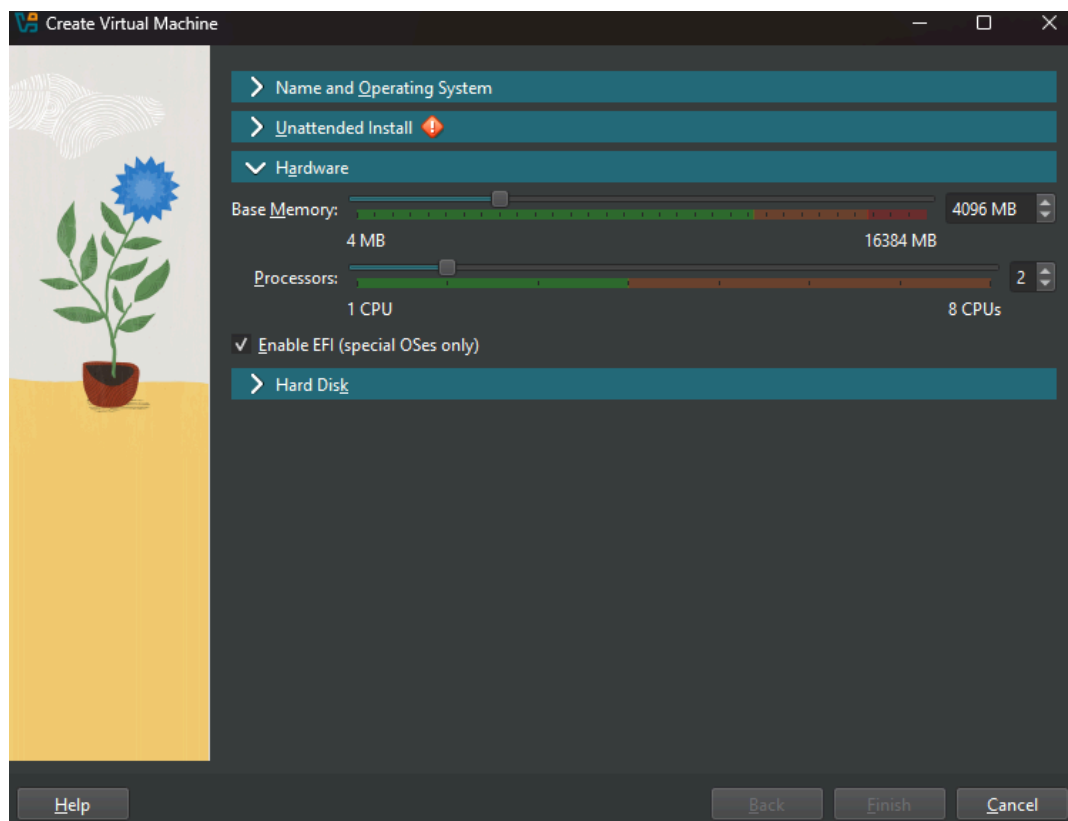 Create Virtual Machine
Name and Operating System
Unattended Install
Hardware
Base Memory: 4096 MB
4 MB 16384 MB
Processors: 2
1 CPU 8 CPUs
Enable EFI (special OSes only)
Hard Disk
Help Back Finish Cancel